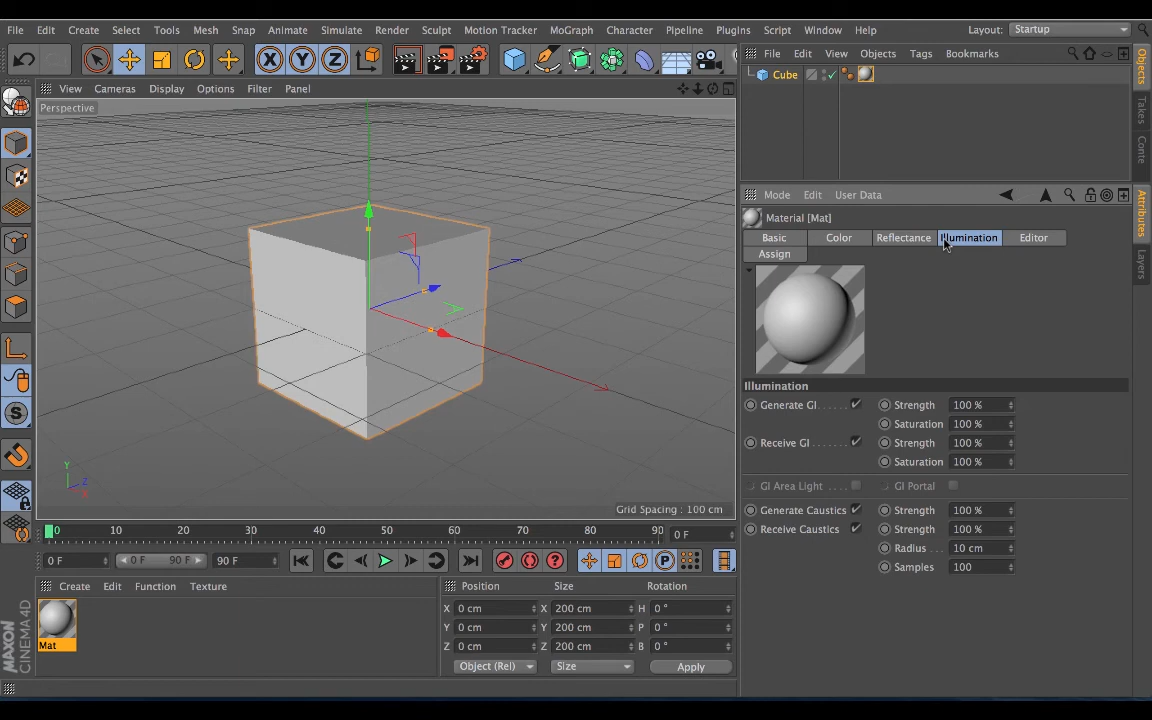 File Edit Create Select Tools Mesh Snap Animate Simulate Render Sculpt Motion Tracker MoGraph Character Pipeline Plugins Script Window Help Layout: Startup
X Y Z
File Edit View Objects Tags Bookmarks
Cube
View Cameras Display Options Filter Panel
Perspective
Objects
Takes
Conte
Attributes
Layers
Mode Edit User Data
Material [Mat]
Basic Color Reflectance Illumination Editor
Assign
Illumination
Generate GI Strength 100 %
Saturation 100 %
Receive GI Strength 100 %
Saturation 100 %
GI Area Light GI Portal
Generate Caustics Strength 100 %
Receive Caustics Strength 100 %
Radius 10 cm
Samples 100
Y Z X
S
Grid Spacing : 100 cm
0 10 20 30 40 50 60 70 80 90 0 F
0 F 0 F 90 F 90 F
P
Create Edit Function Texture
Mat
Position Size Rotation
X 0 cm X 200 cm H 0 °
Y 0 cm Y 200 cm P 0 °
Z 0 cm Z 200 cm B 0 °
Object (Rel) Size Apply
MAXON
CINEMA 4D